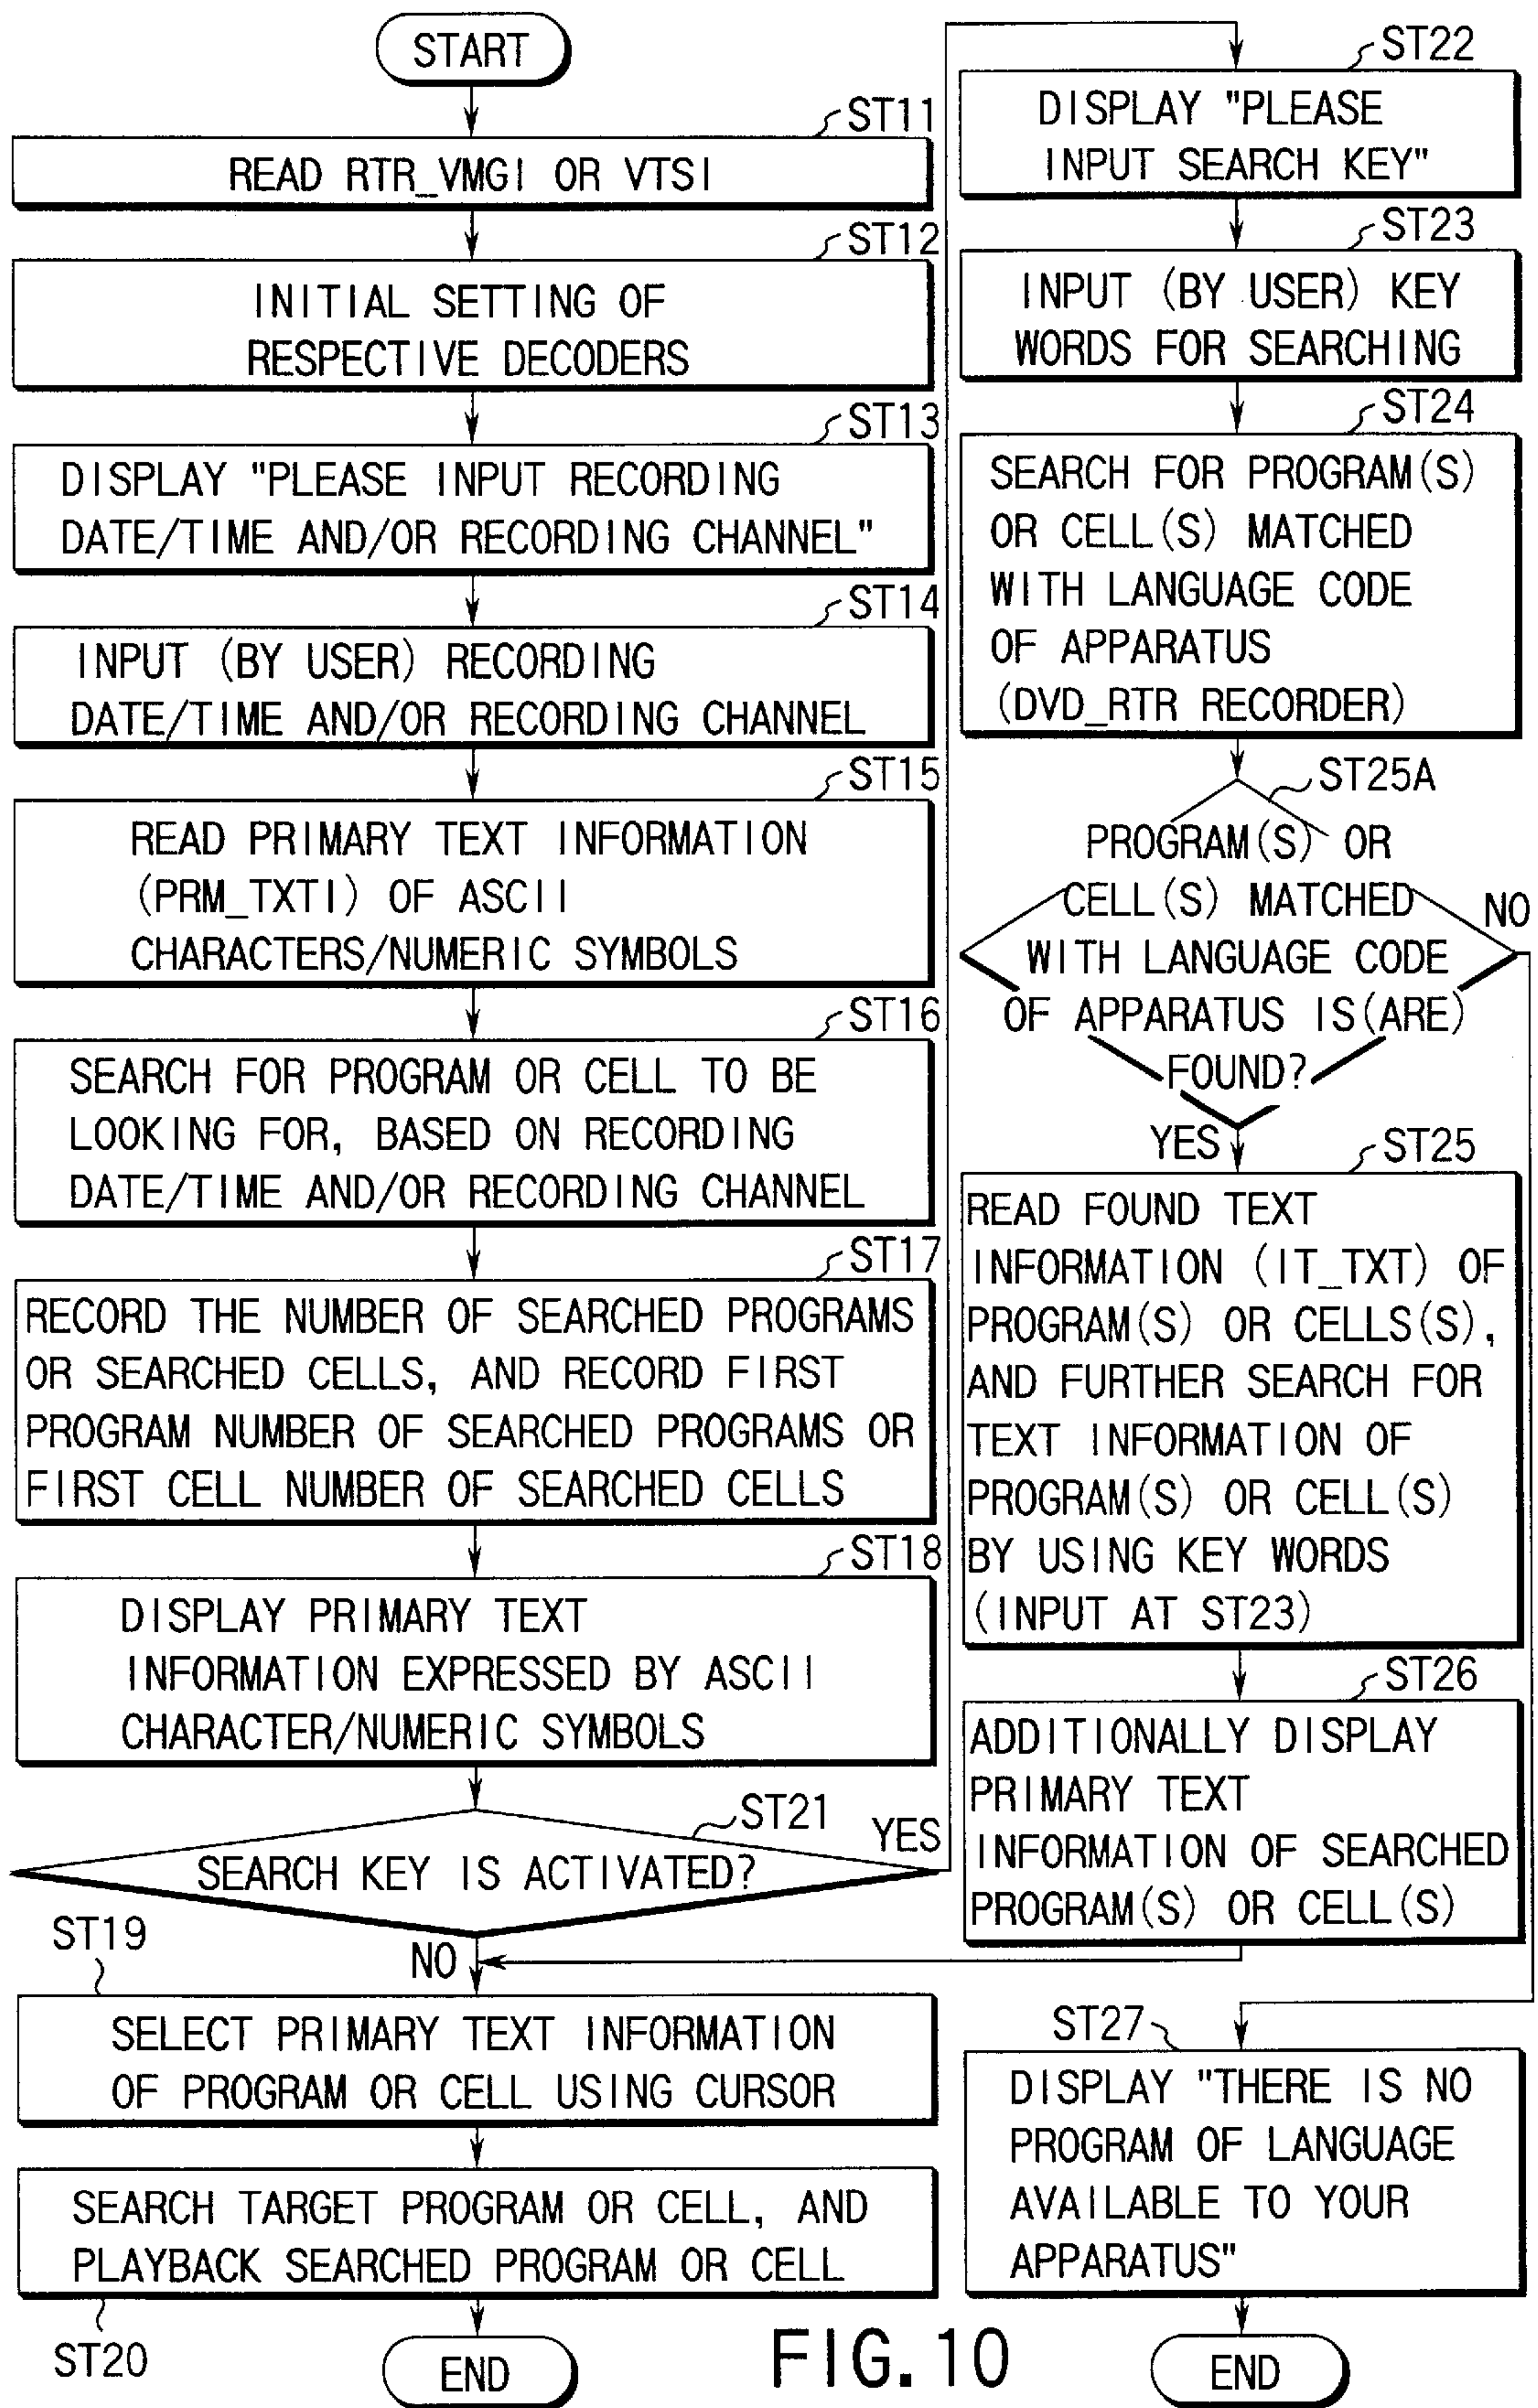 START
ST11
READ RTR_VMGI OR VTSI
ST12
INITIAL SETTING OF
RESPECTIVE DECODERS
ST13
DISPLAY "PLEASE INPUT RECORDING
DATE/TIME AND/OR RECORDING CHANNEL"
ST14
INPUT (BY USER) RECORDING
DATE/TIME AND/OR RECORDING CHANNEL
ST15
READ PRIMARY TEXT INFORMATION
(PRM_TXTI) OF ASCII
CHARACTERS/NUMERIC SYMBOLS
ST16
SEARCH FOR PROGRAM OR CELL TO BE
LOOKING FOR, BASED ON RECORDING
DATE/TIME AND/OR RECORDING CHANNEL
ST17
RECORD THE NUMBER OF SEARCHED PROGRAMS
OR SEARCHED CELLS, AND RECORD FIRST
PROGRAM NUMBER OF SEARCHED PROGRAMS OR
FIRST CELL NUMBER OF SEARCHED CELLS
ST18
DISPLAY PRIMARY TEXT
INFORMATION EXPRESSED BY ASCII
CHARACTER/NUMERIC SYMBOLS
ST21
SEARCH KEY IS ACTIVATED?
YES
NO
ST19
SELECT PRIMARY TEXT INFORMATION
OF PROGRAM OR CELL USING CURSOR
SEARCH TARGET PROGRAM OR CELL, AND
PLAYBACK SEARCHED PROGRAM OR CELL
ST20
END
ST22
DISPLAY "PLEASE
INPUT SEARCH KEY"
ST23
INPUT (BY USER) KEY
WORDS FOR SEARCHING
ST24
SEARCH FOR PROGRAM(S)
OR CELL(S) MATCHED
WITH LANGUAGE CODE
OF APPARATUS
(DVD_RTR RECORDER)
ST25A
PROGRAM(S) OR
CELL(S) MATCHED
WITH LANGUAGE CODE
OF APPARATUS IS(ARE)
FOUND?
NO
YES
ST25
READ FOUND TEXT
INFORMATION (IT_TXT) OF
PROGRAM(S) OR CELLS(S),
AND FURTHER SEARCH FOR
TEXT INFORMATION OF
PROGRAM(S) OR CELL(S)
BY USING KEY WORDS
(INPUT AT ST23)
ST26
ADDITIONALLY DISPLAY
PRIMARY TEXT
INFORMATION OF SEARCHED
PROGRAM(S) OR CELL(S)
ST27
DISPLAY "THERE IS NO
PROGRAM OF LANGUAGE
AVAILABLE TO YOUR
APPARATUS"
END
FIG. 10